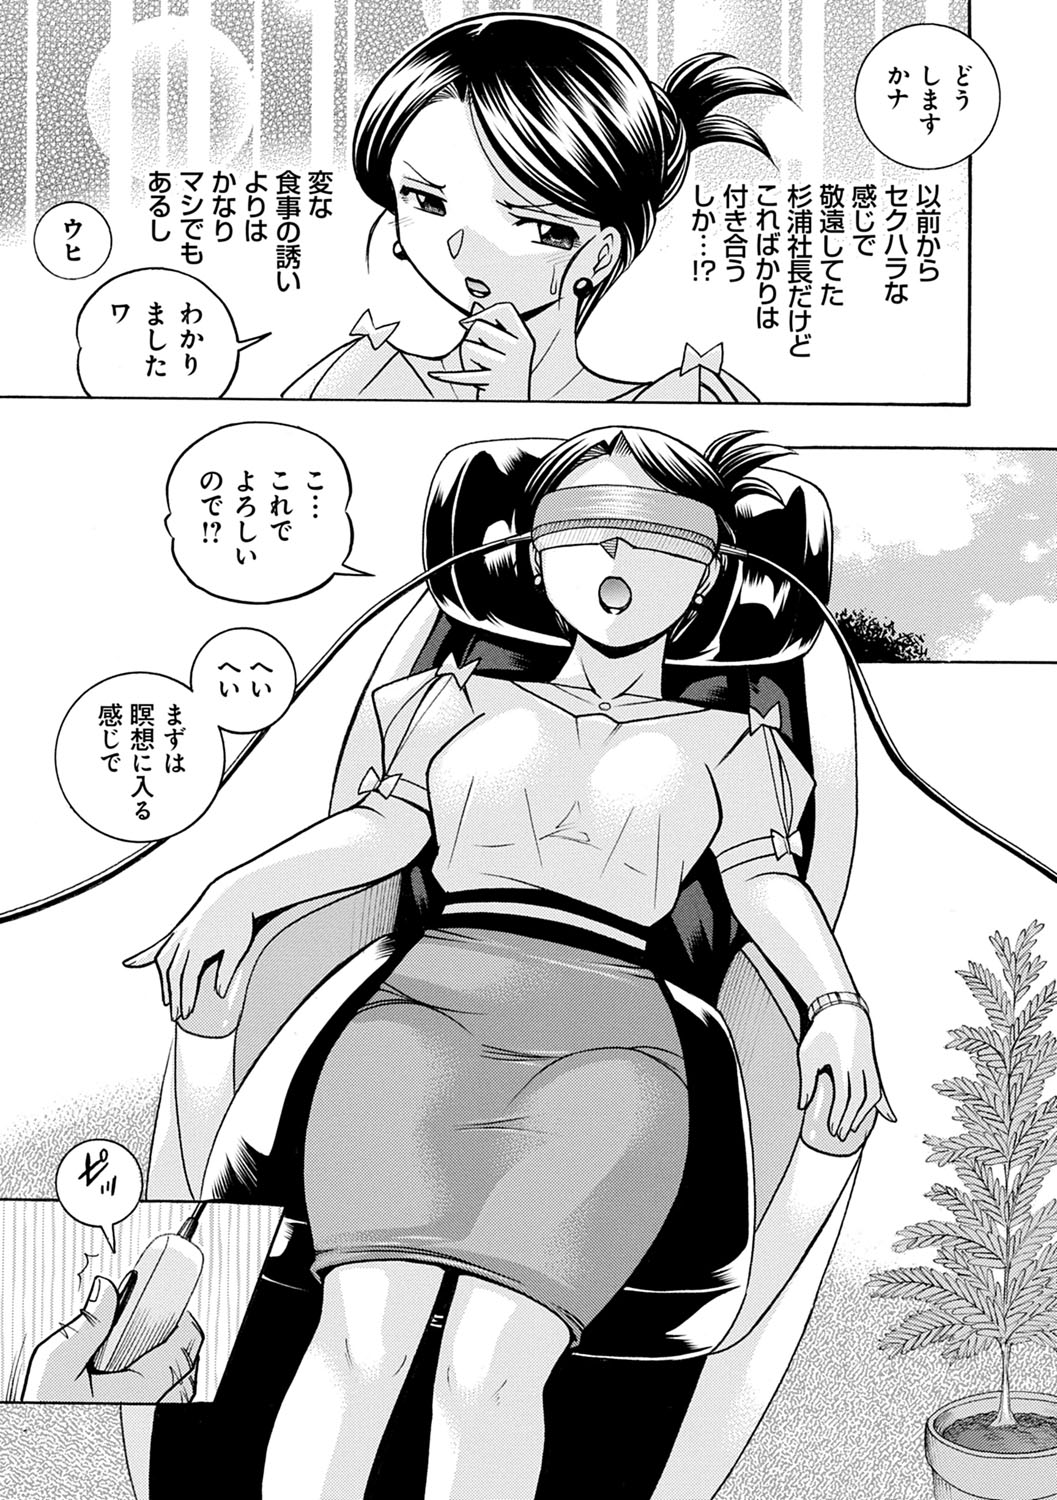 どう
します
かナ
以前から
セクハラな
感じで
敬遠してた
杉浦社長だけど
こればかりは
付き合う
しか…!?
変な
食事の誘い
よりは
かなり
マシでも
あるし
ウヒ
わかり
ました
ワ
こ…
これで
よろしい
ので!?
へい
へい
まずは
瞑想に入る
感じで
ピッ